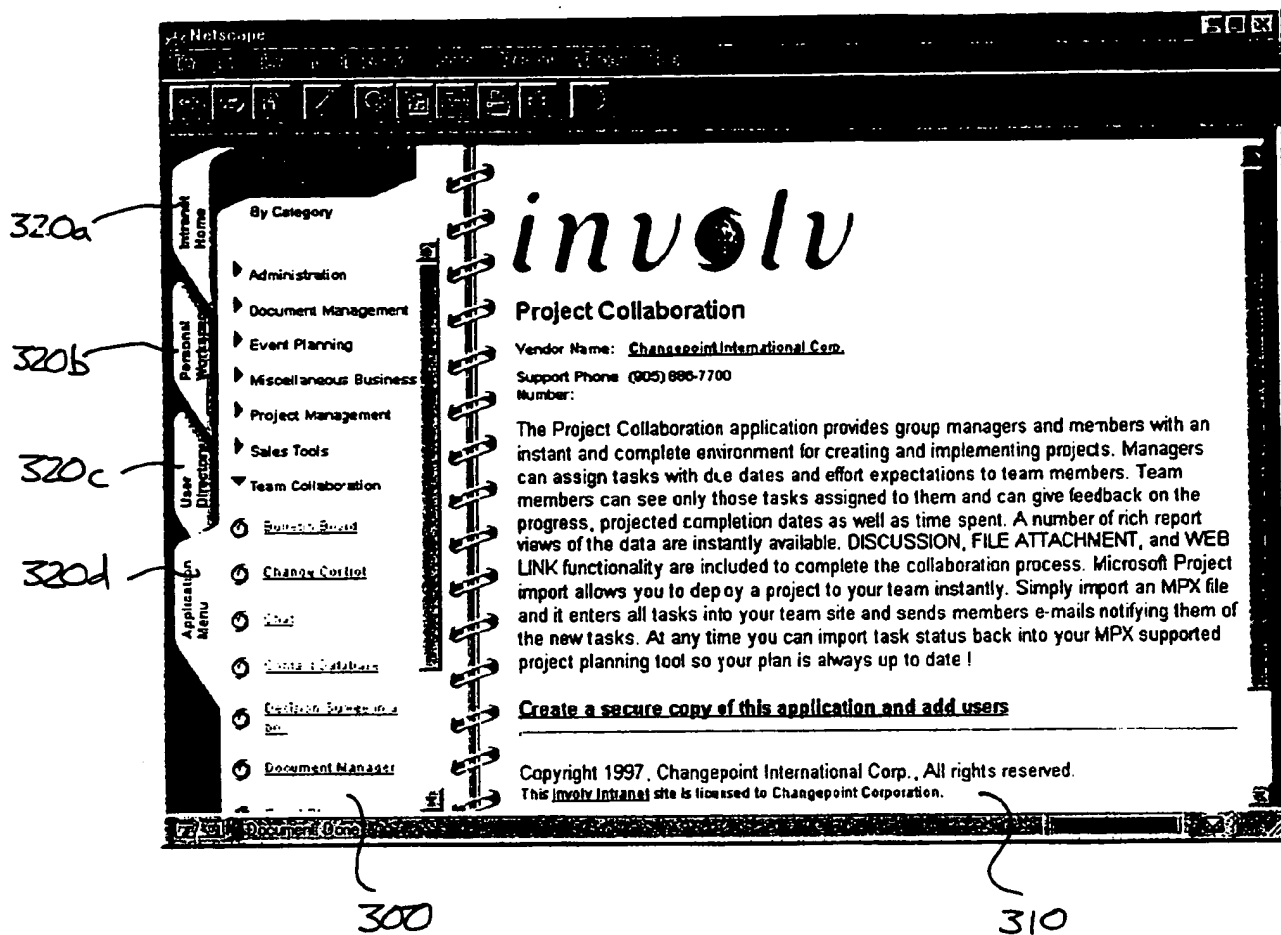 Netscape
320a
Intranet
Home
320b
Personal
320c
User
Directory
320d
Application
Menu
By Category
Administration
Document Management
Event Planning
Miscellaneous Business
Project Management
Sales Tools
Team Collaboration
Bulletin Board
Change Control
Chat
Contact Database
Document Manager
involv
Project Collaboration
Vendor Name: Changepoint International Corp.
Support Phone (905) 886-7700
Number:
The Project Collaboration application provides group managers and members with an
instant and complete environment for creating and implementing projects. Managers
can assign tasks with due dates and effort expectations to team members. Team
members can see only those tasks assigned to them and can give feedback on the
progress, projected completion dates as well as time spent. A number of rich report
views of the data are instantly available. DISCUSSION, FILE ATTACHMENT, and WEB
LINK functionality are included to complete the collaboration process. Microsoft Project
import allows you to deploy a project to your team instantly. Simply import an MPX file
and it enters all tasks into your team site and sends members e-mails notifying them of
the new tasks. At any time you can import task status back into your MPX supported
project planning tool so your plan is always up to date !
Create a secure copy of this application and add users
Copyright 1997, Changepoint International Corp., All rights reserved.
This Involv Intranet site is licensed to Changepoint Corporation.
Document Done
300
310